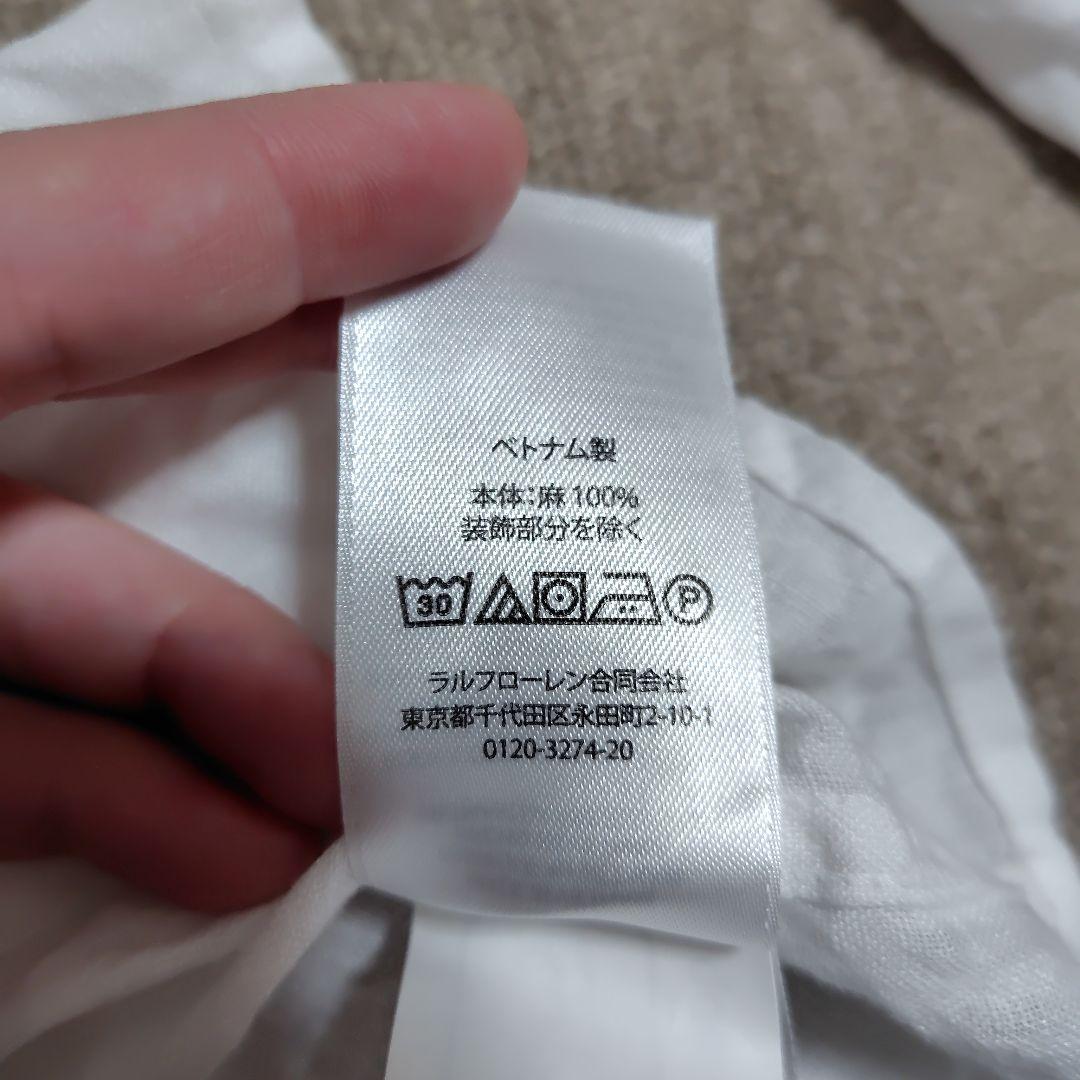 ベトナム製
本体:麻 100%
装飾部分を除く
30 P
ラルフローレン合同会社
東京都千代田区永田町2-10-1
0120-3274-20